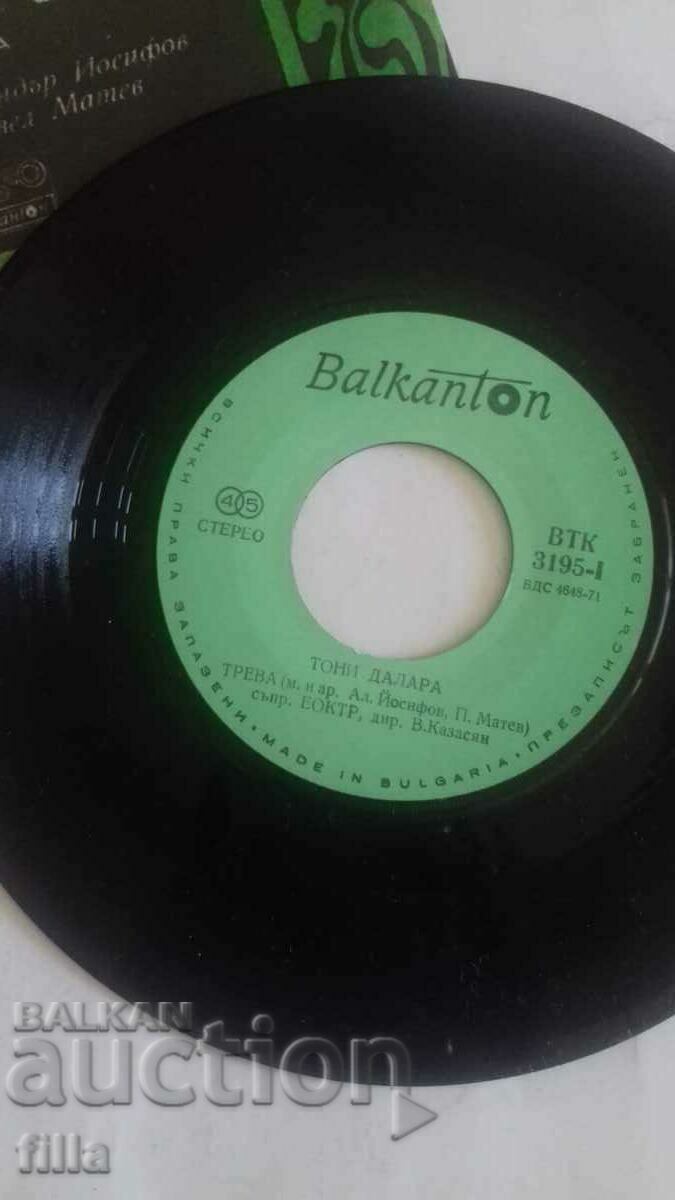 Йосифов
Матев
Balkanton
45
СТЕРЕО
ВТК
3195-I
ВДС 4648-71
ТОНИ ДАЛАРА
ТРЕВА (м. и ар. Ал. Йосифов, П. Матев)
съпр. ЕОКТР, дир. В. Казасян
ВСИЧКИ ПРАВА ЗАПАЗЕНИ • MADE IN BULGARIA • ПРЕЗАПИСЪТ ЗАБРАНЕН
BALKAN
auction
filla